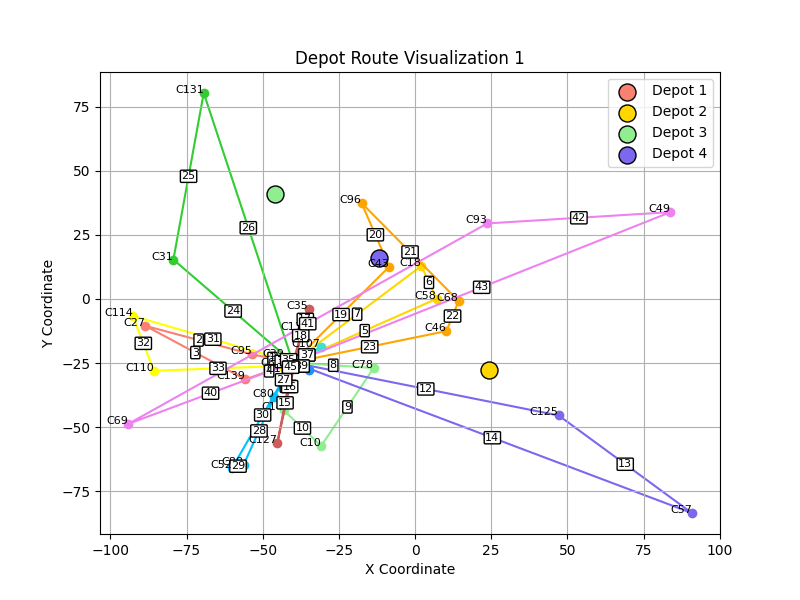 Depot Route Visualization 1
Depot 1
Depot 2
Depot 3
Depot 4
Y Coordinate
75
50
25
0
−25
−50
−75
−100
−75
−50
−25
0
25
50
75
100
X Coordinate
C131
25
C96
C49
42
C93
20
26
21
C31
C43
C18
6
43
C58
C68
C35
24
C114
19
7
22
C27
41
5
C46
18
2
31
32
C107
23
3
C95
37
33
8
C78
C110
45
C139
27
12
40
C80
15
9
C125
30
C69
10
28
14
C127
C10
13
29
C57